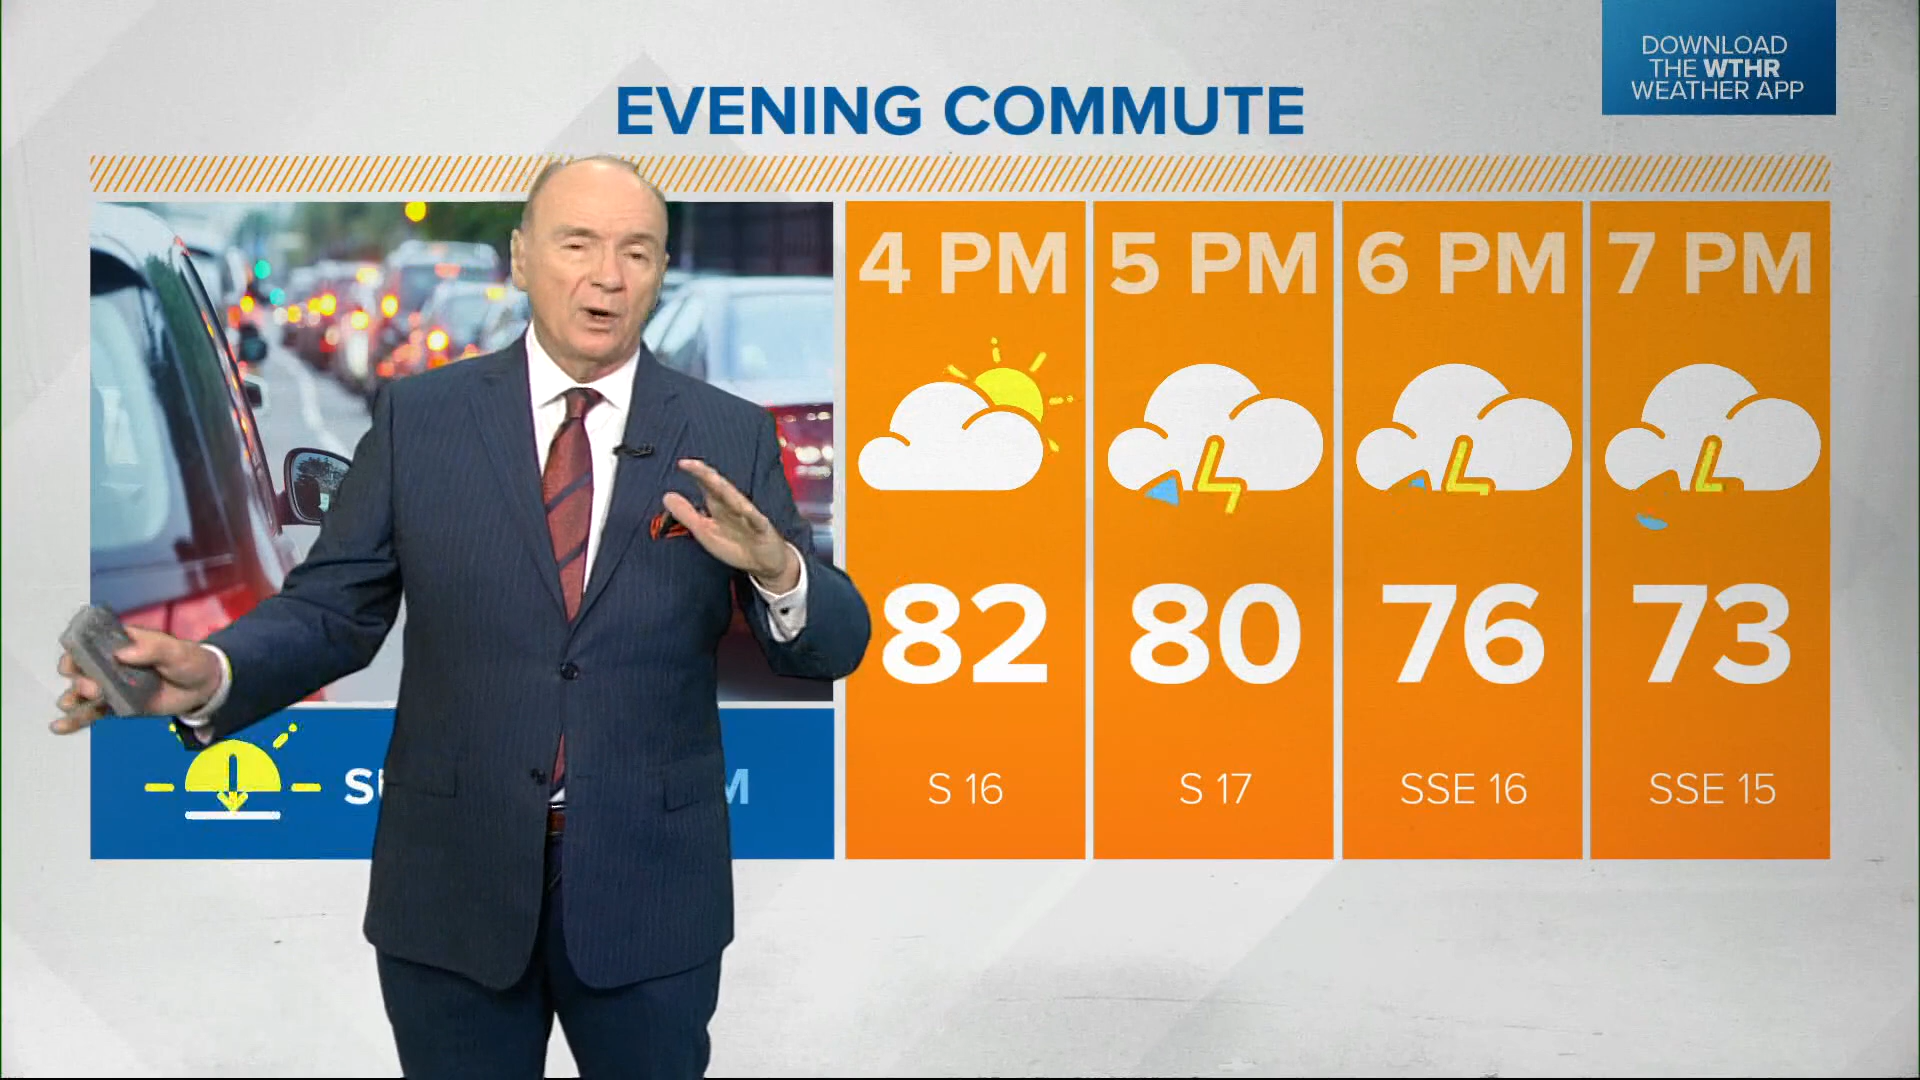 DOWNLOAD
THE WTHR
WEATHER APP
EVENING COMMUTE
4 PM
82
S 16
5 PM
80
S 17
6 PM
76
SSE 16
7 PM
73
SSE 15